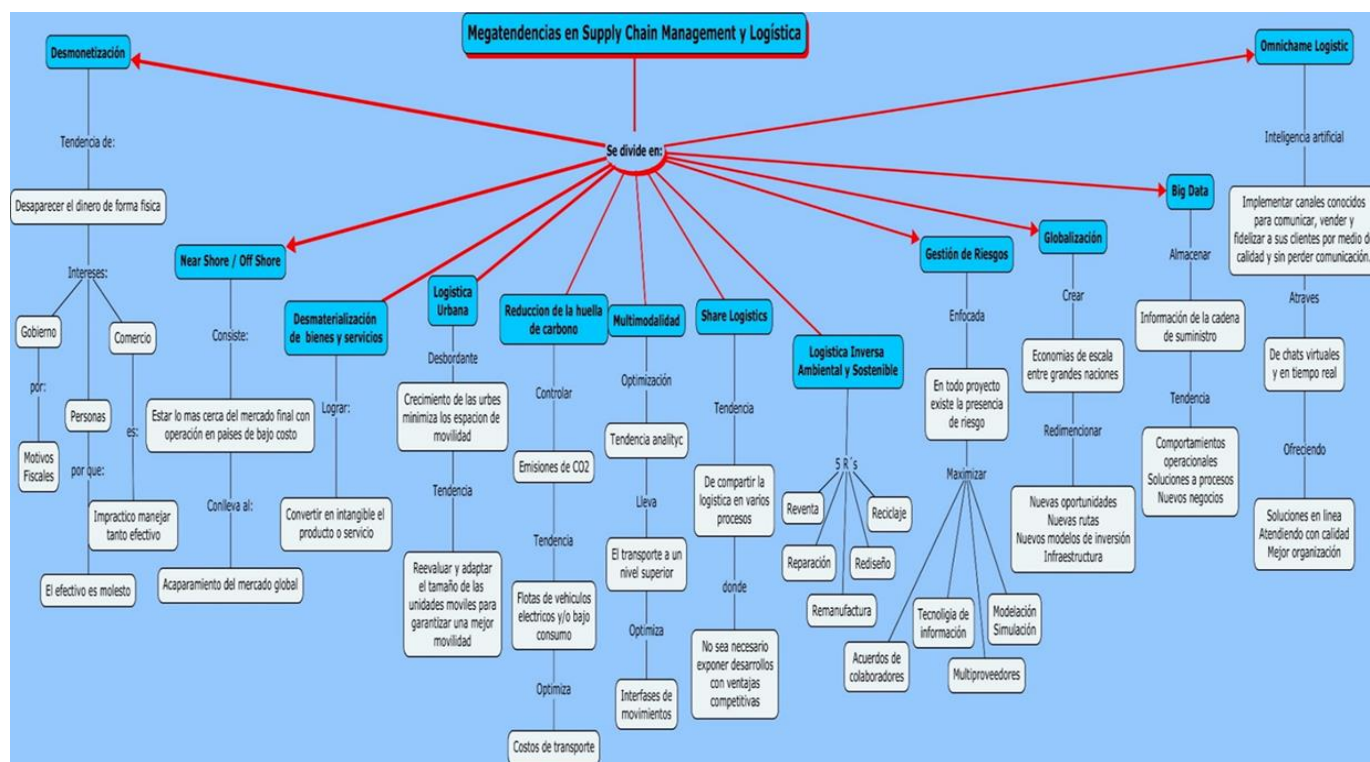 Megatendencias en Supply Chain Management y Logística
Se divide en:
Desmonetización
Tendencia de:
Desaparecer el dinero de forma fisica
Intereses:
Gobierno
por:
Motivos
Fiscales
Personas
por que:
El efectivo es molesto
Comercio
es:
Impractico manejar
tanto efectivo
Near Shore / Off Shore
Consiste:
Estar lo mas cerca del mercado final con
operación en paises de bajo costo
Conlleva al:
Acaparamiento del mercado global
Desmaterialización
de bienes y servicios
Lograr:
Convertir en intangible el
producto o servicio
Logistica
Urbana
Desbordante
Crecimiento de las urbes
minimiza los espacion de
movilidad
Tendencia
Reevaluar y adaptar
el tamaño de las
unidades moviles para
garantizar una mejor
movilidad
Reduccion de la huella
de carbono
Controlar
Emisiones de CO2
Tendencia
Flotas de vehiculos
electricos y/o bajo
consumo
Optimiza
Costos de transporte
Multimodalidad
Optimización
Tendencia analityc
Lleva
El transporte a un
nivel superior
Optimiza
Interfases de
movimientos
Share Logistics
Tendencia
De compartir la
logistica en varios
procesos
donde
No sea necesario
exponer desarrollos
con ventajas
competitivas
Logistica Inversa
Ambiental y Sostenible
5 R´s
Reventa
Reparación
Remanufactura
Rediseño
Reciclaje
Gestión de Riesgos
Enfocada
En todo proyecto
existe la presencia
de riesgo
Maximizar
Acuerdos de
colaboradores
Tecnoligia de
información
Multiproveedores
Modelación
Simulación
Globalización
Crear
Economias de escala
entre grandes naciones
Redimencionar
Nuevas oportunidades
Nuevas rutas
Nuevos modelos de inversión
Infraestructura
Big Data
Almacenar
Información de la cadena
de suministro
Tendencia
Comportamientos
operacionales
Soluciones a procesos
Nuevos negocios
Omnichame Logistic
Inteligencia artificial
Implementar canales conocidos
para comunicar, vender y
fidelizar a sus clientes por medio de
calidad y sin perder comunicación.
Atraves
De chats virtuales
y en tiempo real
Ofreciendo
Soluciones en linea
Atendiendo con calidad
Mejor organización